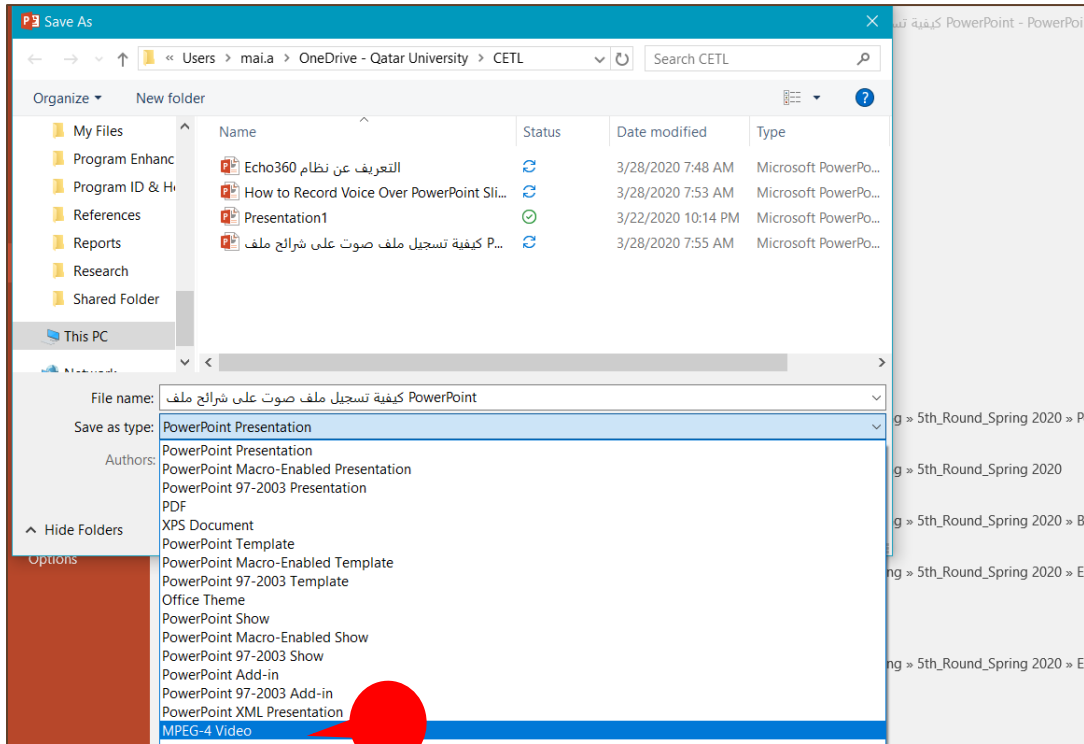 Save As
كيفية تس PowerPoint - PowerPoi
« Users > mai.a > OneDrive - Qatar University > CETL
Search CETL
Organize
New folder
Name
Status
Date modified
Type
My Files
Program Enhanc
Program ID & H
References
Reports
Research
Shared Folder
This PC
Network
التعريف عن نظام Echo360 3/28/2020 7:48 AM Microsoft PowerPo...
How to Record Voice Over PowerPoint Sli... 3/28/2020 7:53 AM Microsoft PowerPo...
Presentation1 3/22/2020 10:14 PM Microsoft PowerPo...
كيفية تسجيل ملف صوت على شرائح ملف P... 3/28/2020 7:55 AM Microsoft PowerPo...
File name: كيفية تسجيل ملف صوت على شرائح ملف PowerPoint
Save as type: PowerPoint Presentation
Authors:
Hide Folders
Options
PowerPoint Presentation
PowerPoint Macro-Enabled Presentation
PowerPoint 97-2003 Presentation
PDF
XPS Document
PowerPoint Template
PowerPoint Macro-Enabled Template
PowerPoint 97-2003 Template
Office Theme
PowerPoint Show
PowerPoint Macro-Enabled Show
PowerPoint 97-2003 Show
PowerPoint Add-in
PowerPoint 97-2003 Add-in
PowerPoint XML Presentation
MPEG-4 Video
g » 5th_Round_Spring 2020 » P
g » 5th_Round_Spring 2020
g » 5th_Round_Spring 2020 » B
ng » 5th_Round_Spring 2020 » E
ng » 5th_Round_Spring 2020 » E